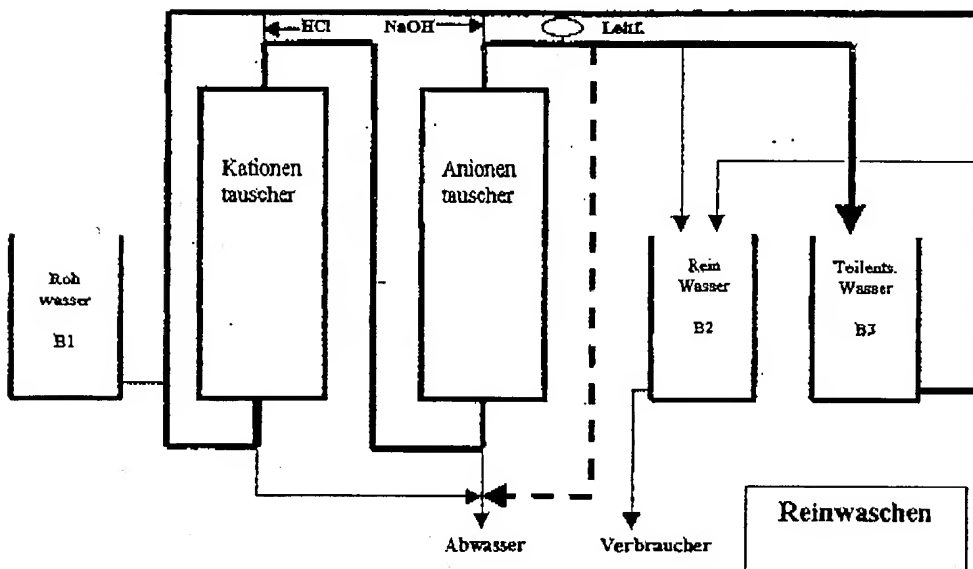 HCl
NaOH
Leitf.
Kationen
tauscher
Anionen
tauscher
Roh
wasser
B1
Rein
Wasser
B2
Teilents.
Wasser
B3
Abwasser
Verbraucher
Reinwaschen